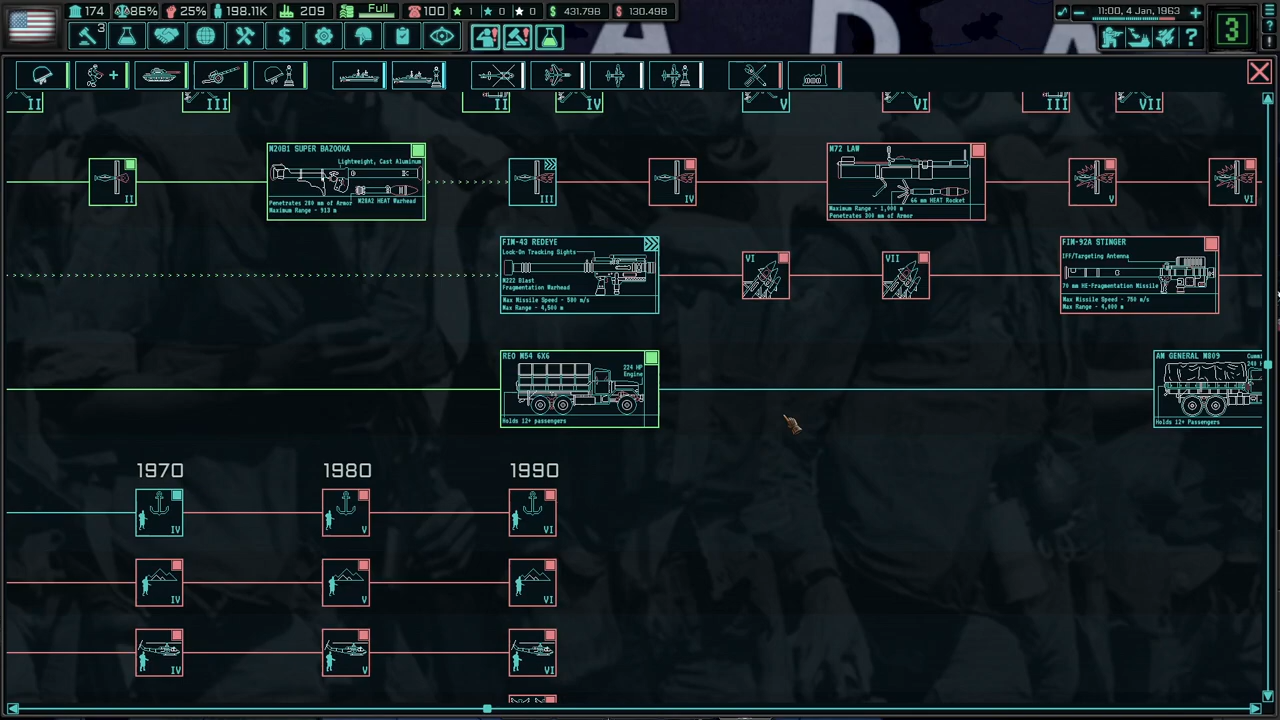 174 86% 25% 198.11K 209 Full 100 1 0 0 $ 431.79B $ 130.49B 11:00, 4 Jan, 1963
3
3
$
?
?
!
II III II IV V VI III VII
M20B1 SUPER BAZOOKA
Lightweight, Cast Aluminum
M28A2 HEAT Warhead
Penetrates 280 mm of Armor
Maximum Range - 913 m
II
III
IV
M72 LAW
66 mm HEAT Rocket
Maximum Range - 1,000 m
Penetrates 300 mm of Armor
V
VI
FIM-43 REDEYE
Lock-On Tracking Sights
M222 Blast
Fragmentation Warhead
Max Missile Speed - 580 m/s
Max Range - 4,500 m
VI
VII
FIM-92A STINGER
IFF/Targeting Antenna
70 mm HE-Fragmentation Missile
Max Missile Speed - 750 m/s
Max Range - 4,000 m
REO M54 6X6
224 HP
Engine
Holds 12+ passengers
AM GENERAL M809
Cummi
240 H
Holds 12+ Passengers
1970 1980 1990
IV V VI
IV V VI
IV V VI